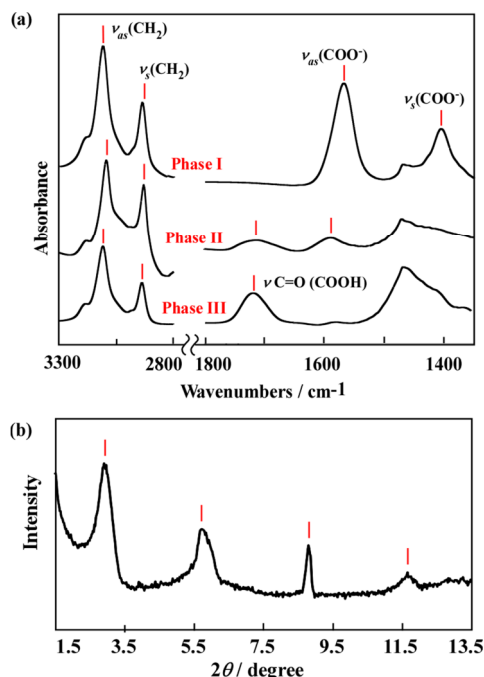 (a)
νas(CH2)
νs(CH2)
νas(COO-)
νs(COO-)
Absorbance
Phase I
Phase II
Phase III
ν C=O (COOH)
3300 2800 1800 1600 1400
Wavenumbers / cm-1
(b)
Intensity
1.5 3.5 5.5 7.5 9.5 11.5 13.5
2θ / degree